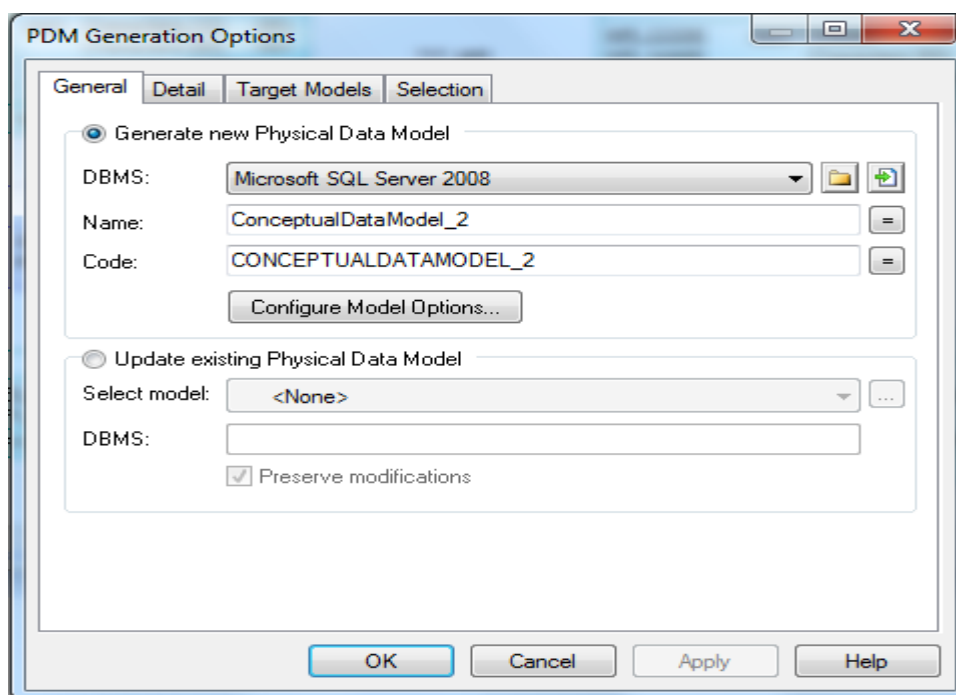 PDM Generation Options
General Detail Target Models Selection
Generate new Physical Data Model
DBMS: Microsoft SQL Server 2008
Name: ConceptualDataModel_2 =
Code: CONCEPTUALDATAMODEL_2 =
Configure Model Options...
Update existing Physical Data Model
Select model: <None> ...
DBMS:
Preserve modifications
OK Cancel Apply Help